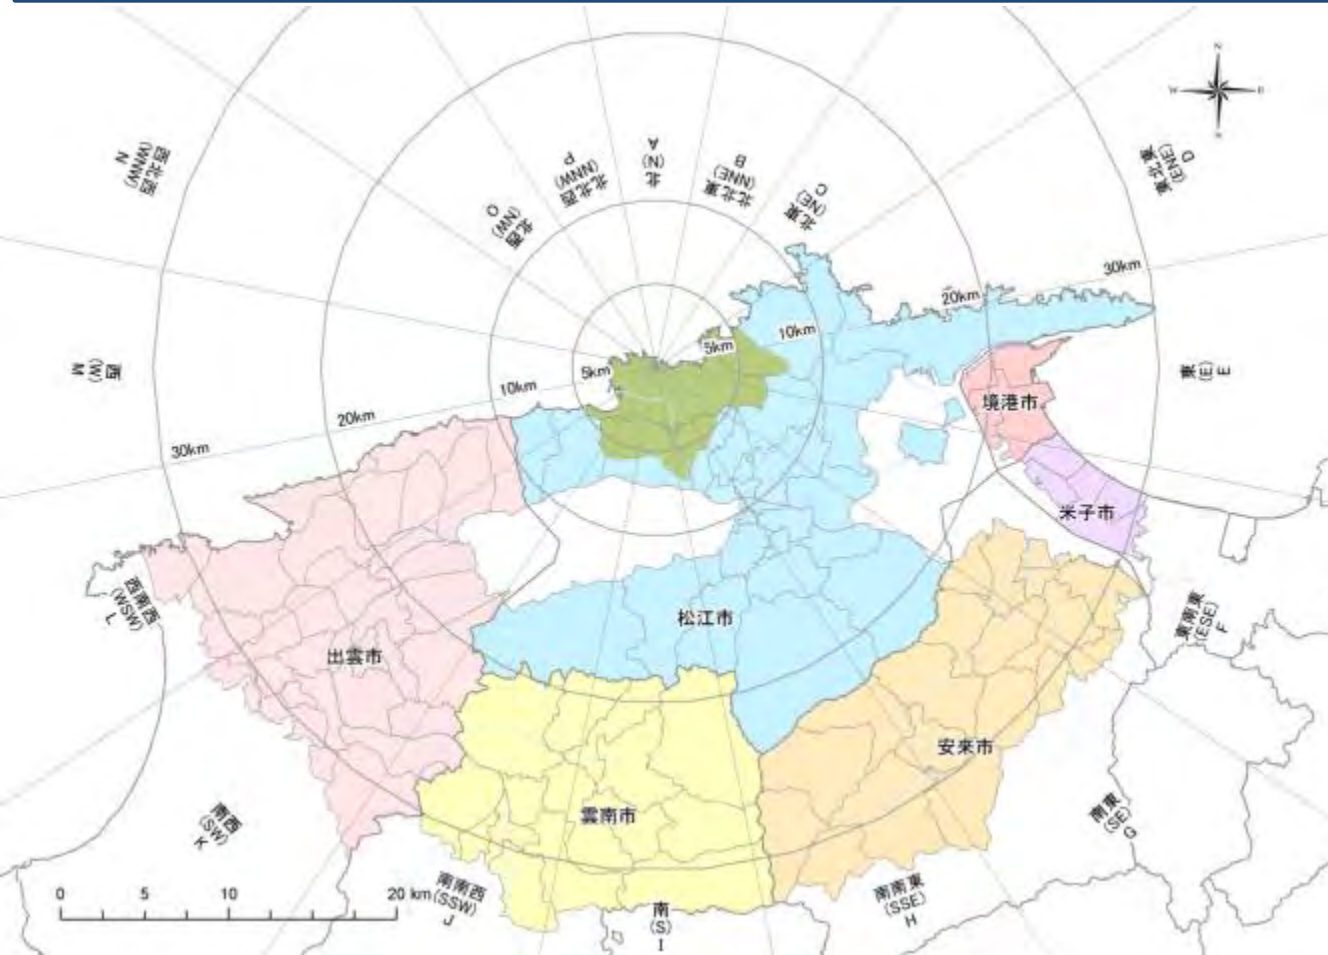 N
W
E
S
北
(N)
A
北北東
(NNE)
B
北東
(NE)
C
東北東
(ENE)
D
東
(E)
E
東南東
(ESE)
F
南東
(SE)
G
南南東
(SSE)
H
南
(S)
I
南南西
(SSW)
J
南西
(SW)
K
西南西
(WSW)
L
西
(W)
M
西北西
(WNW)
N
北西
(NW)
O
北北西
(NNW)
P
30km
20km
10km
5km
5km
10km
20km
30km
境港市
米子市
松江市
出雲市
安来市
雲南市
0 5 10 20 km